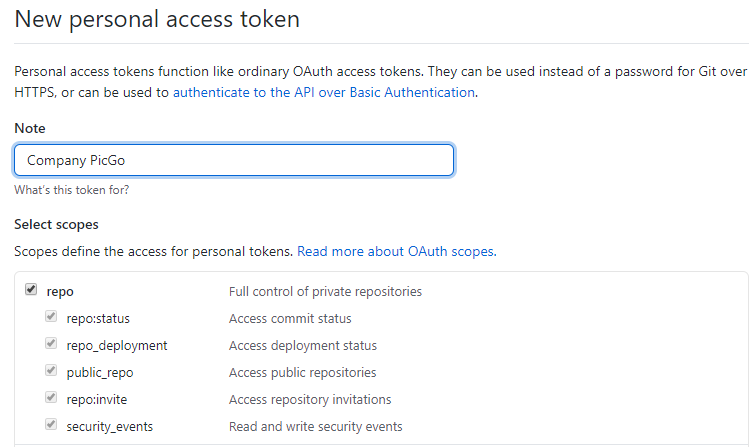 New personal access token
Personal access tokens function like ordinary OAuth access tokens. They can be used instead of a password for Git over
HTTPS, or can be used to authenticate to the API over Basic Authentication.
Note
Company PicGo
What's this token for?
Select scopes
Scopes define the access for personal tokens. Read more about OAuth scopes.
repo Full control of private repositories
repo:status Access commit status
repo_deployment Access deployment status
public_repo Access public repositories
repo:invite Access repository invitations
security_events Read and write security events